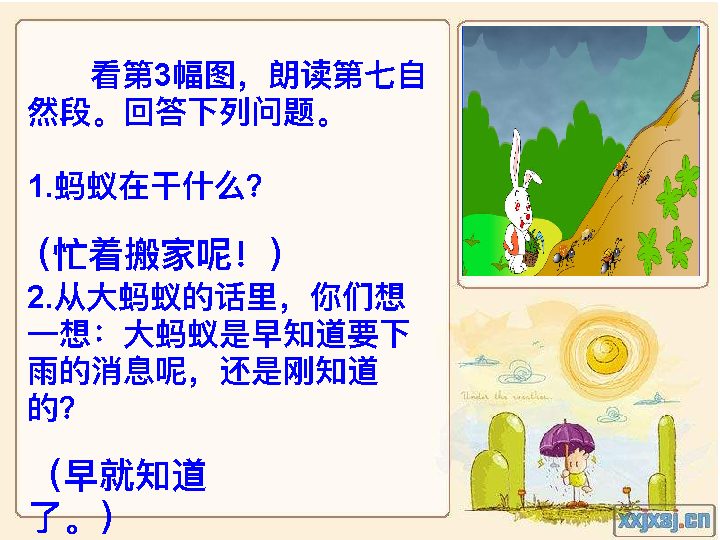 看第3幅图，朗读第七自
然段。回答下列问题。
1.蚂蚁在干什么？
（忙着搬家呢！）
2.从大蚂蚁的话里，你们想
一想：大蚂蚁是早知道要下
雨的消息呢，还是刚知道
的？
（早就知道
了。）
Under the weather...
xxjxsj.cn